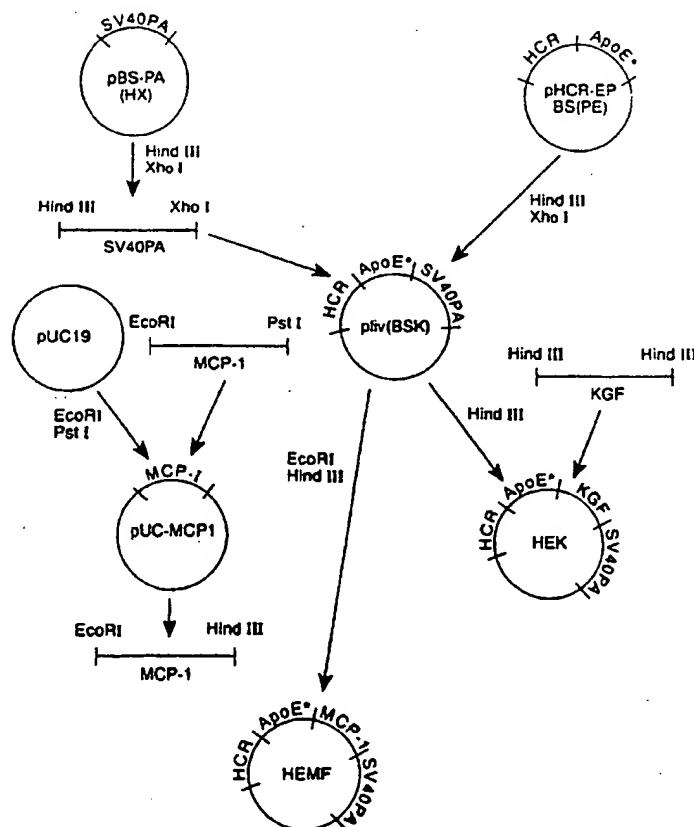 SV40PA
pBS-PA
(HX)
HCR
ApoE*
pHCR-EP
BS(PE)
Hind III
Xho I
Hind III
Xho I
Hind III Xho I
SV40PA
HCR
ApoE*
SV40PA
pliv(BSK)
pUC19
EcoRI
Pst I
MCP-1
Hind III
Hind III
KGF
EcoRI
Pst I
Hind III
EcoRI
Hind III
MCP-I
pUC-MCP1
HCR
ApoE*
KGF
SV40PA
HEK
EcoRI
Hind III
MCP-1
HCR
ApoE*
MCP-1
SV40PA
HEMF